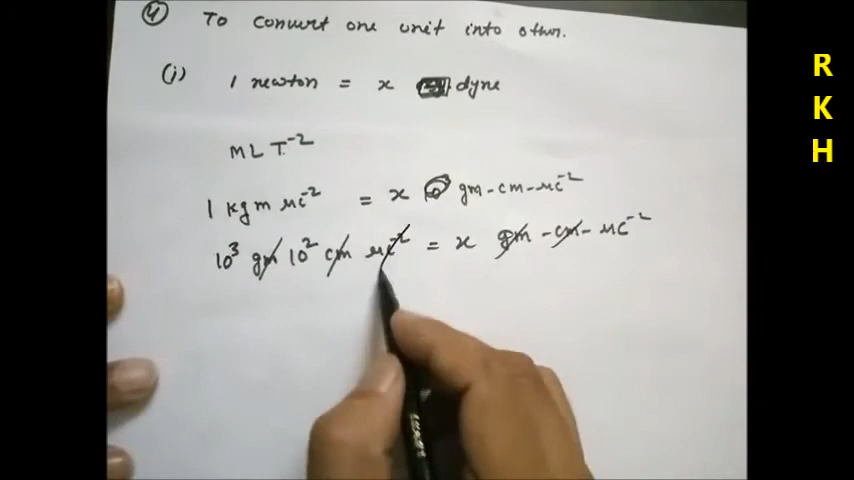 (4) To convert one unit into other.
(i) 1 newton = x dyne
MLT⁻²
1 kg m sec⁻² = x gm-cm-sec⁻²
10³ gm 10² cm sec⁻² = x gm-cm-sec⁻²
R
K
H